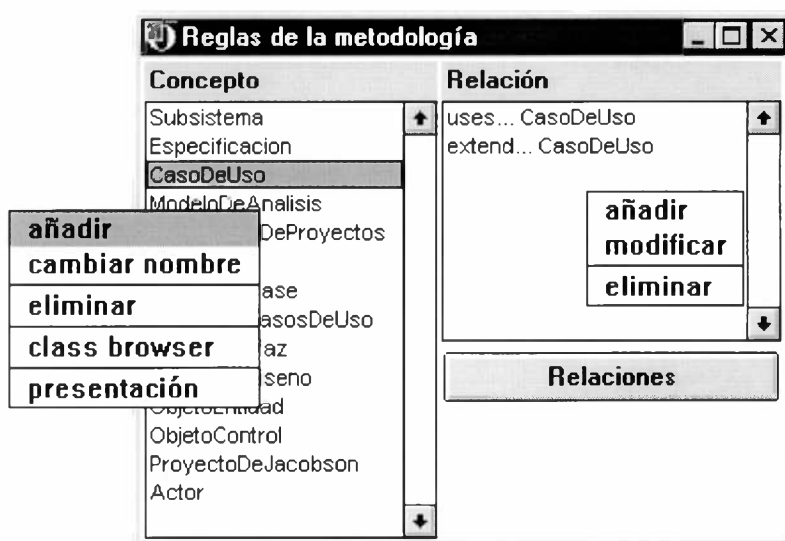 Reglas de la metodología
Concepto
Relación
Subsistema
Especificacion
CasoDeUso
ModeloDeAnalisis
DeProyectos
ase
asosDeUso
az
seno
ObjetoEntidad
ObjetoControl
ProyectoDeJacobson
Actor
añadir
cambiar nombre
eliminar
class browser
presentación
uses... CasoDeUso
extend... CasoDeUso
añadir
modificar
eliminar
Relaciones